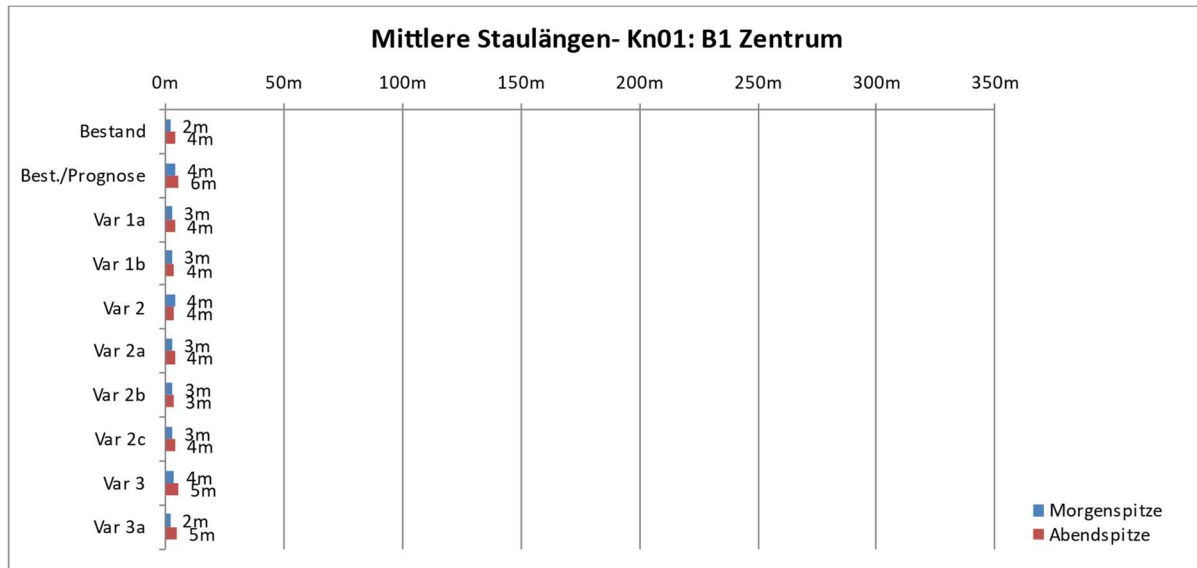 Mittlere Staulängen- Kn01: B1 Zentrum
0m 50m 100m 150m 200m 250m 300m 350m
Bestand 2m
4m
Best./Prognose 4m
6m
Var 1a 3m
4m
Var 1b 3m
4m
Var 2 4m
4m
Var 2a 3m
4m
Var 2b 3m
3m
Var 2c 3m
4m
Var 3 4m
5m
Var 3a 2m
5m
Morgenspitze
Abendspitze